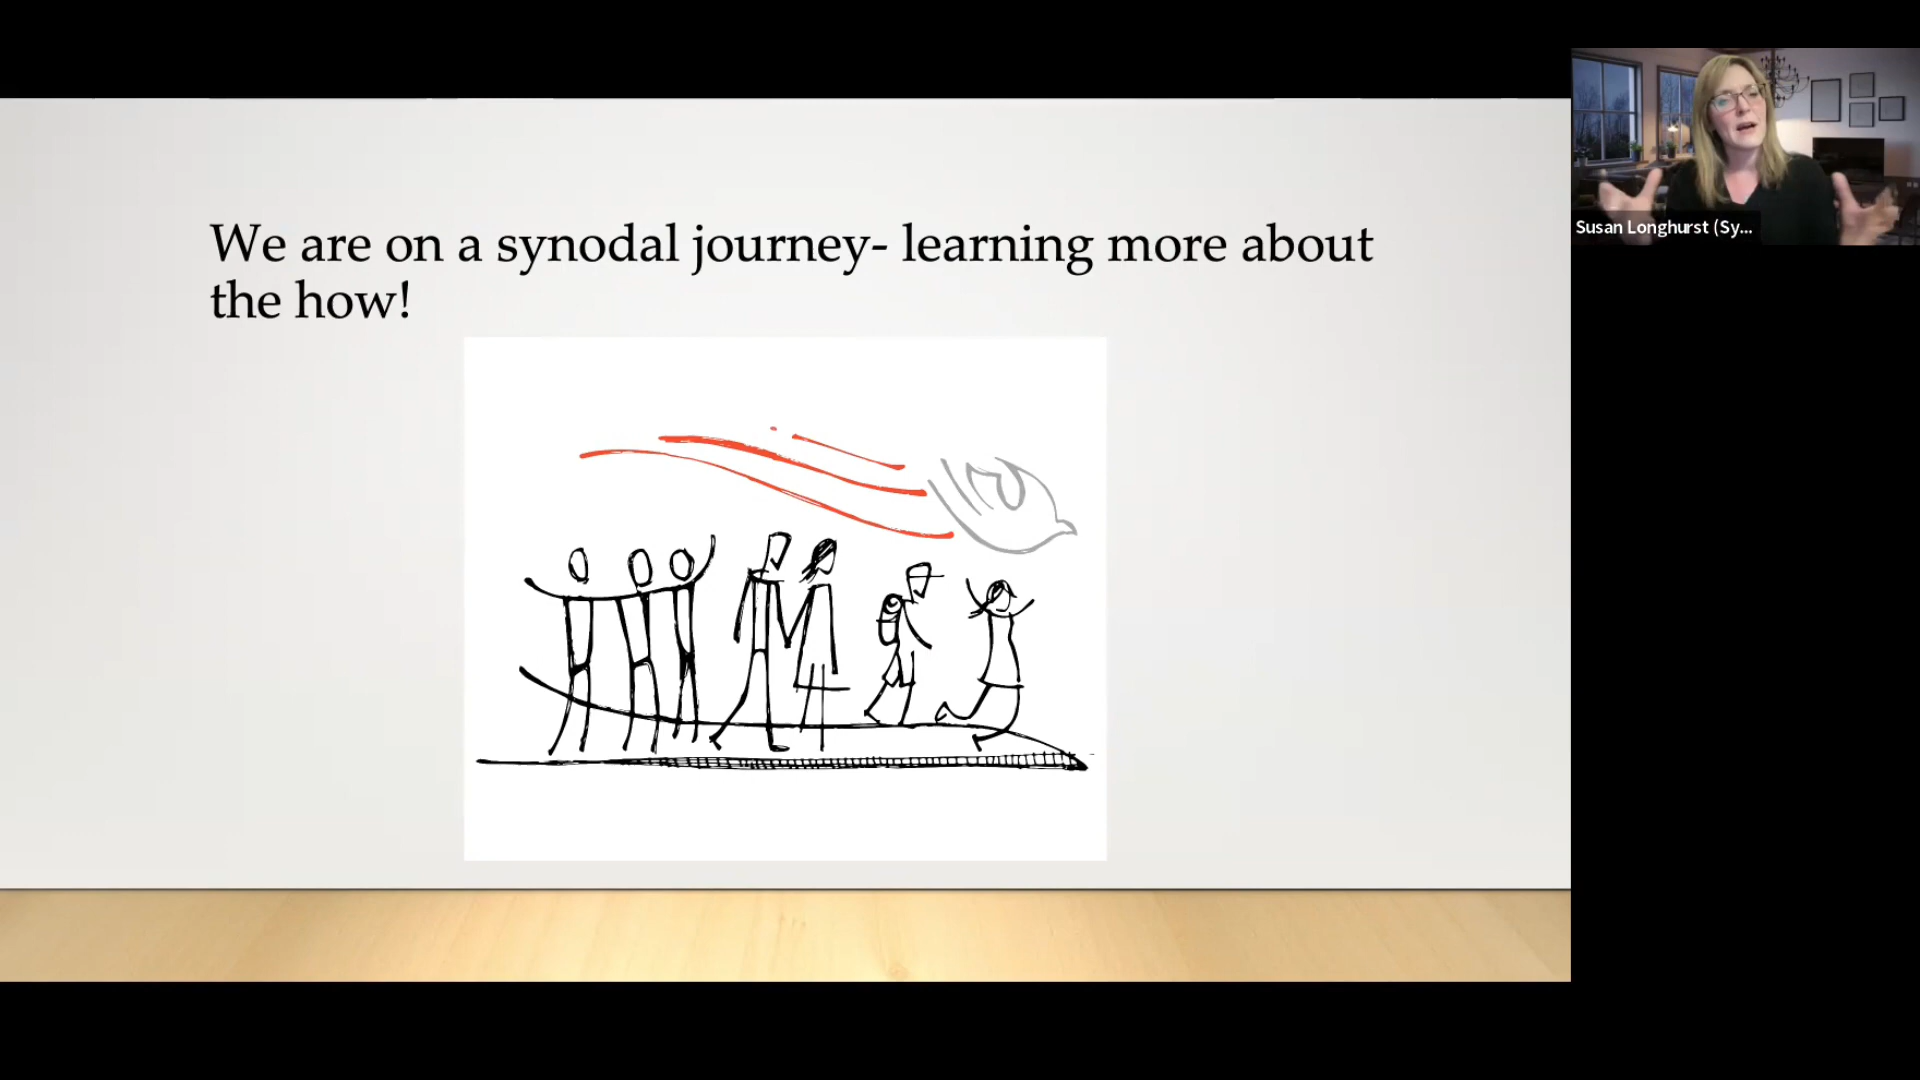 We are on a synodal journey- learning more about
the how!
Susan Longhurst (Sy...